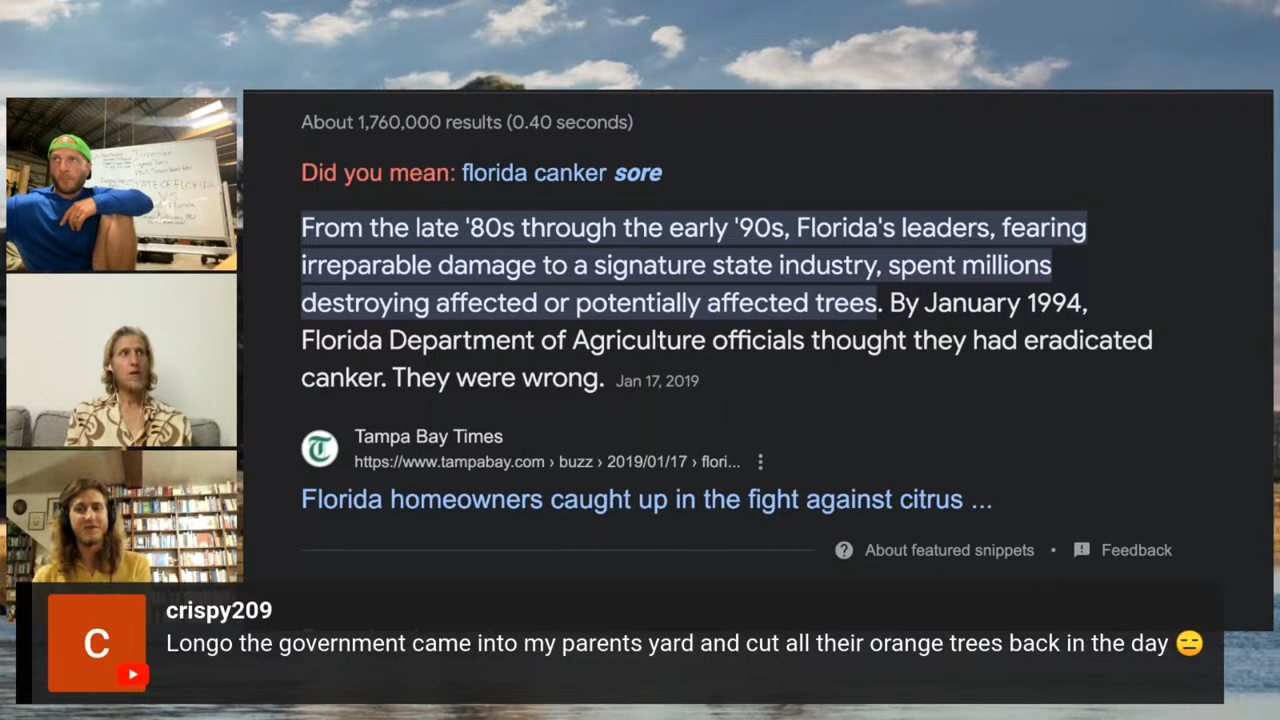 About 1,760,000 results (0.40 seconds)
Did you mean: florida canker sore
From the late '80s through the early '90s, Florida's leaders, fearing
irreparable damage to a signature state industry, spent millions
destroying affected or potentially affected trees. By January 1994,
Florida Department of Agriculture officials thought they had eradicated
canker. They were wrong. Jan 17, 2019
Tampa Bay Times
https://www.tampabay.com › buzz › 2019/01/17 › flori...
Florida homeowners caught up in the fight against citrus ...
About featured snippets • Feedback
STATE OF FLORIDA
VS
C
crispy209
Longo the government came into my parents yard and cut all their orange trees back in the day 😑